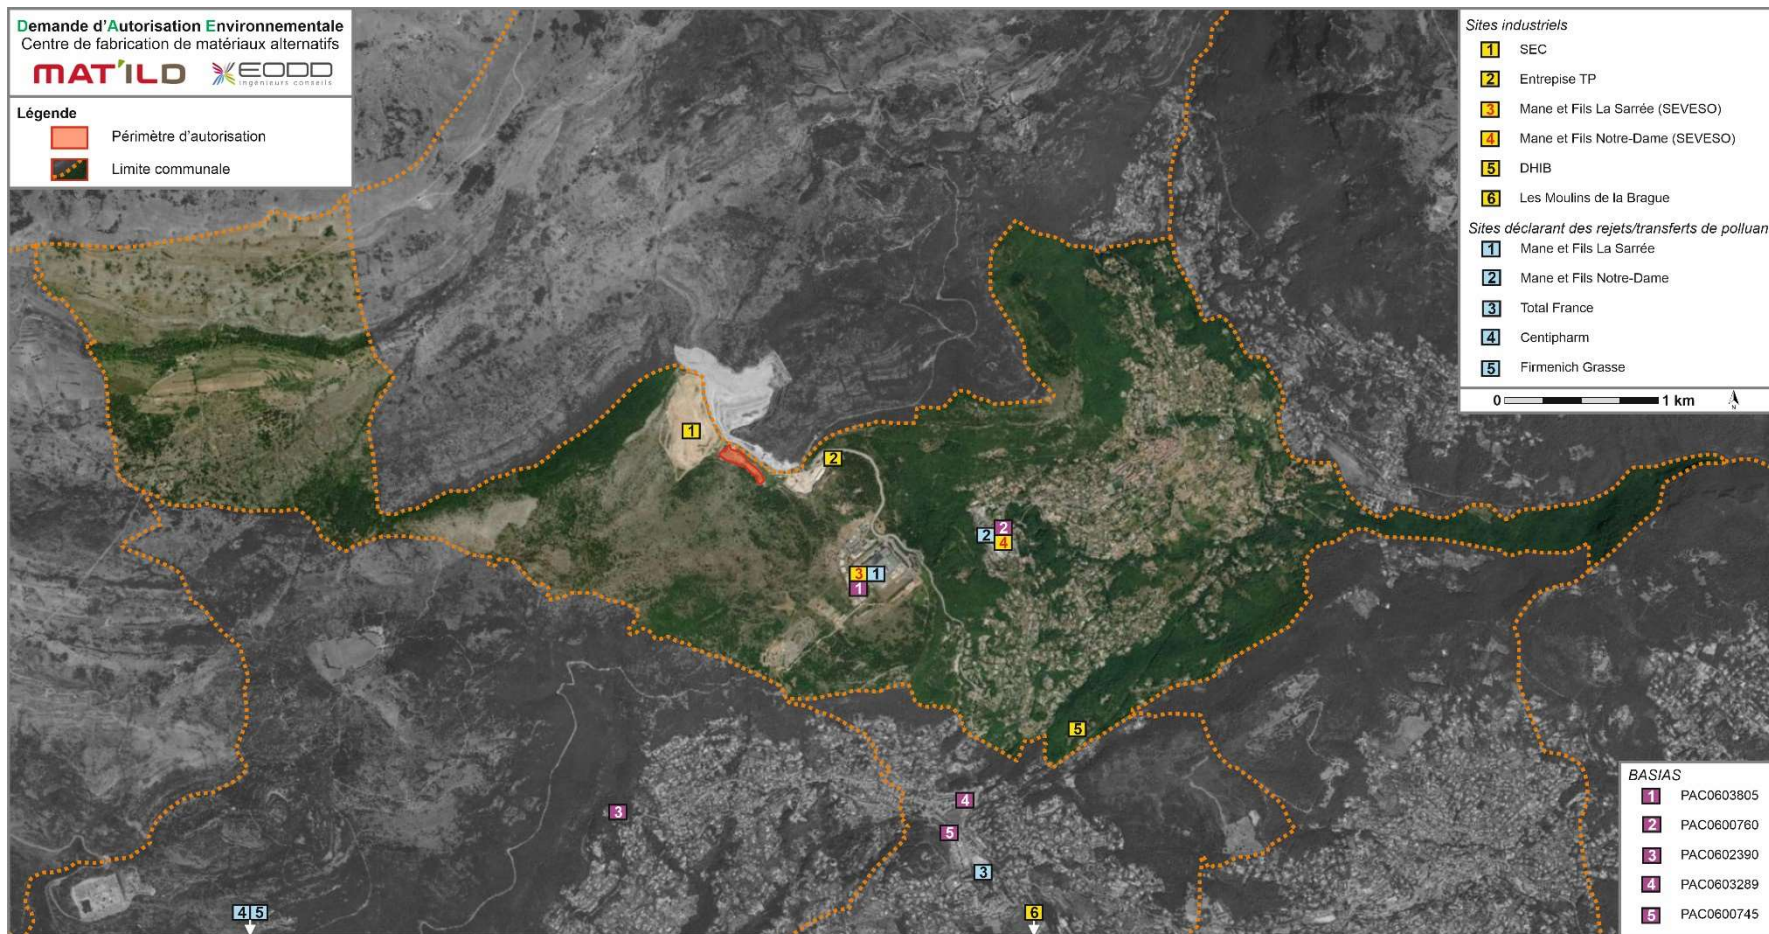 Demande d'Autorisation Environnementale
Centre de fabrication de matériaux alternatifs
MAT'ILD
EODD
ingénieurs conseils
Légende
Périmètre d'autorisation
Limite communale
Sites industriels
1 SEC
2 Entrepise TP
3 Mane et Fils La Sarrée (SEVESO)
4 Mane et Fils Notre-Dame (SEVESO)
5 DHIB
6 Les Moulins de la Brague
Sites déclarant des rejets/transferts de polluan
1 Mane et Fils La Sarrée
2 Mane et Fils Notre-Dame
3 Total France
4 Centipharm
5 Firmenich Grasse
0 1 km
N
1
2
2
2 4
3 1
1
5
3
4
5
3
4 5
6
BASIAS
1 PAC0603805
2 PAC0600760
3 PAC0602390
4 PAC0603289
5 PAC0600745